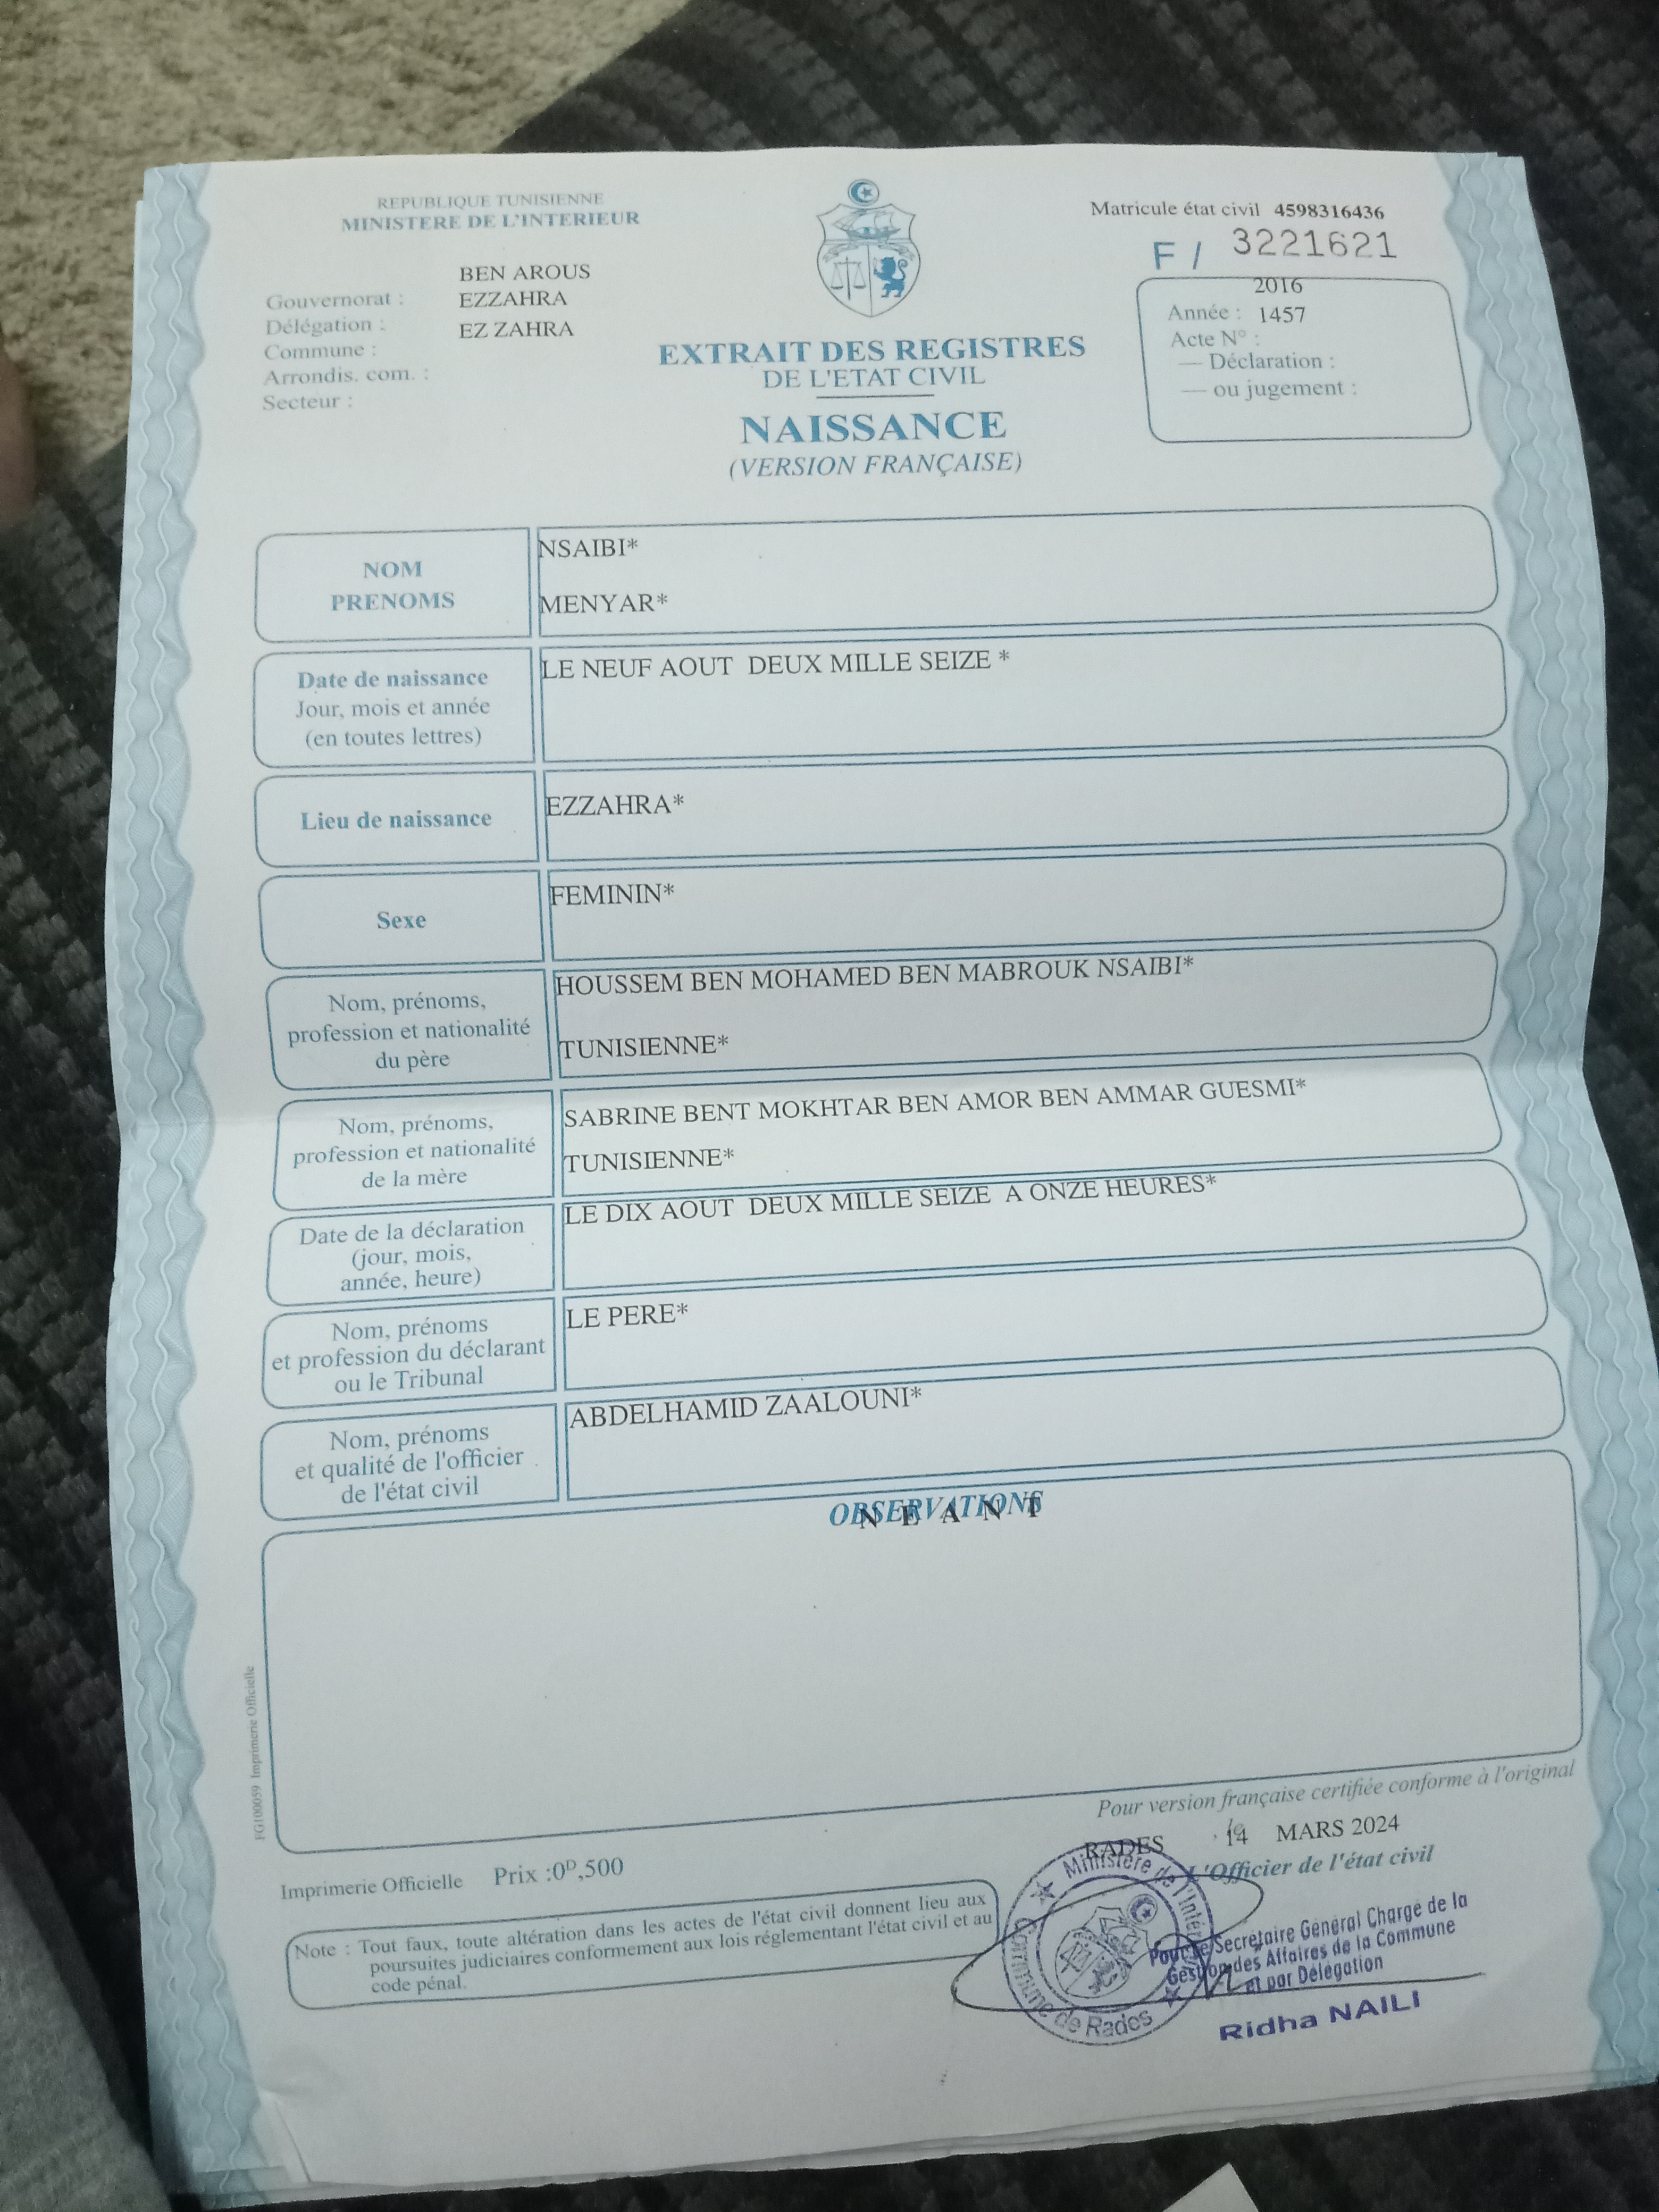 REPUBLIQUE TUNISIENNE
MINISTERE DE L'INTERIEUR
BEN AROUS
Gouvernorat : EZZAHRA
Délégation : EZ ZAHRA
Commune :
Arrondis. com. :
Secteur :
Matricule état civil 4598316436
F / 3221621
2016
Année : 1457
Acte N° :
— Déclaration :
— ou jugement :
EXTRAIT DES REGISTRES
DE L'ETAT CIVIL
NAISSANCE
(VERSION FRANÇAISE)
NOM
PRENOMS
NSAIBI*
MENYAR*
Date de naissance
Jour, mois et année
(en toutes lettres)
LE NEUF AOUT DEUX MILLE SEIZE *
Lieu de naissance
EZZAHRA*
Sexe
FEMININ*
Nom, prénoms,
profession et nationalité
du père
HOUSSEM BEN MOHAMED BEN MABROUK NSAIBI*
TUNISIENNE*
Nom, prénoms,
profession et nationalité
de la mère
SABRINE BENT MOKHTAR BEN AMOR BEN AMMAR GUESMI*
TUNISIENNE*
Date de la déclaration
(jour, mois,
année, heure)
LE DIX AOUT DEUX MILLE SEIZE A ONZE HEURES*
Nom, prénoms
et profession du déclarant
ou le Tribunal
LE PERE*
Nom, prénoms
et qualité de l'officier
de l'état civil
ABDELHAMID ZAALOUNI*
OBSERVATIONS
N E A N T
FG100059 Imprimerie Officielle
Pour version française certifiée conforme à l'original
RADES le 14 MARS 2024
L'Officier de l'état civil
Imprimerie Officielle Prix :0ᴰ,500
Note : Tout faux, toute altération dans les actes de l'état civil donnent lieu aux
poursuites judiciaires conformement aux lois réglementant l'état civil et au
code pénal.
Ministère de l'Intérieur
Commune de Rades
Pour le Secrétaire Général Chargé de la
Gestion des Affaires de la Commune
et par Délégation
Ridha NAILI